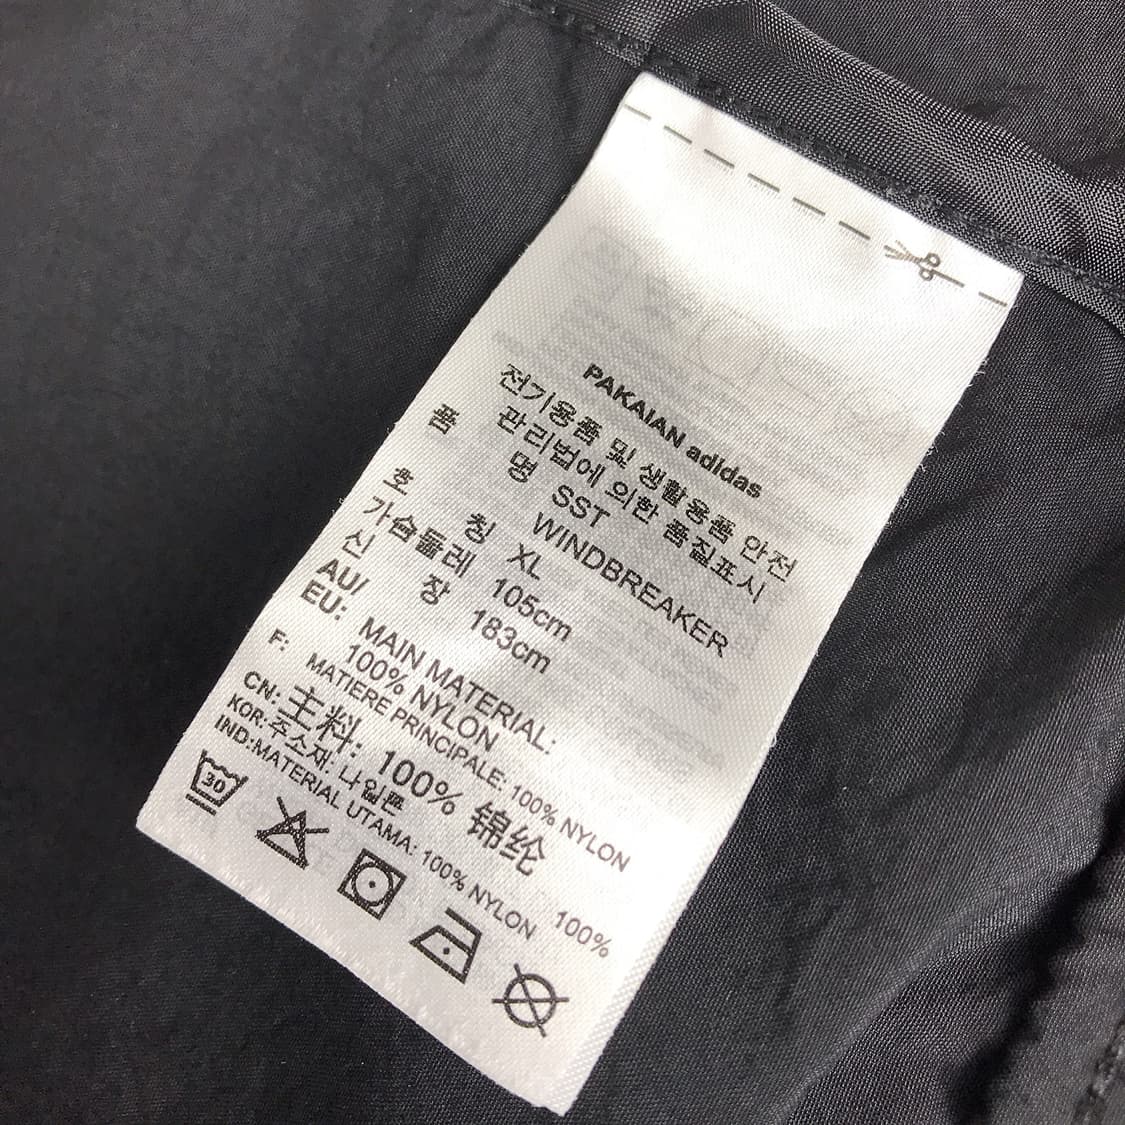 PAKAIAN adidas
전기용품 및 생활용품 안전
관리법에 의한 품질표시
품 명 SST
WINDBREAKER
호 칭 XL
가슴둘레 105cm
신 장 183cm
AU/
EU: MAIN MATERIAL:
100% NYLON
F: MATIERE PRINCIPALE: 100% NYLON
CN: 主料: 100% 锦纶
KOR: 주소재: 나일론 100%
IND:MATERIAL UTAMA: 100% NYLON
30